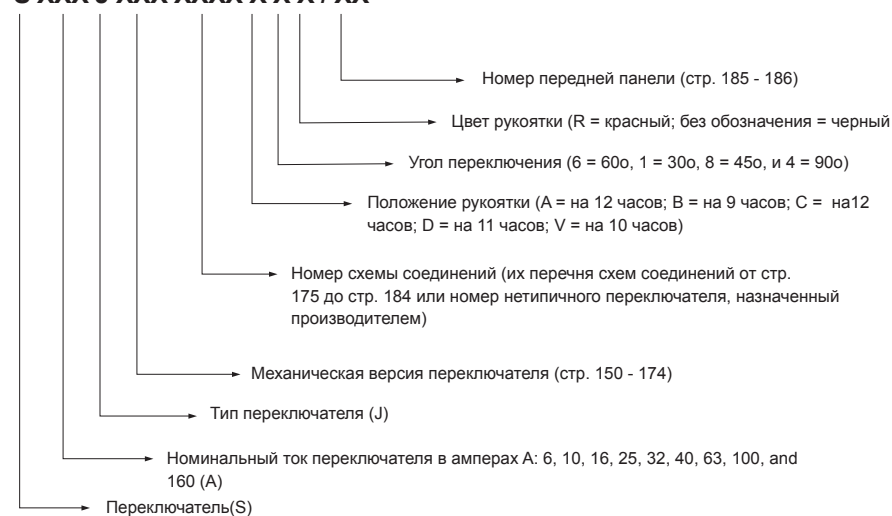 S XXX J XXX XXXX X X X / XX
Номер передней панели (стр. 185 - 186)
Цвет рукоятки (R = красный; без обозначения = черный
Угол переключения (6 = 60о, 1 = 30о, 8 = 45о, и 4 = 90о)
Положение рукоятки (A = на 12 часов; B = на 9 часов; C = на12
часов; D = на 11 часов; V = на 10 часов)
Номер схемы соединений (их перечня схем соединений от стр.
175 до стр. 184 или номер нетипичного переключателя, назначенный
производителем)
Механическая версия переключателя (стр. 150 - 174)
Тип переключателя (J)
Номинальный ток переключателя в амперах A: 6, 10, 16, 25, 32, 40, 63, 100, and
160 (A)
Переключатель(S)